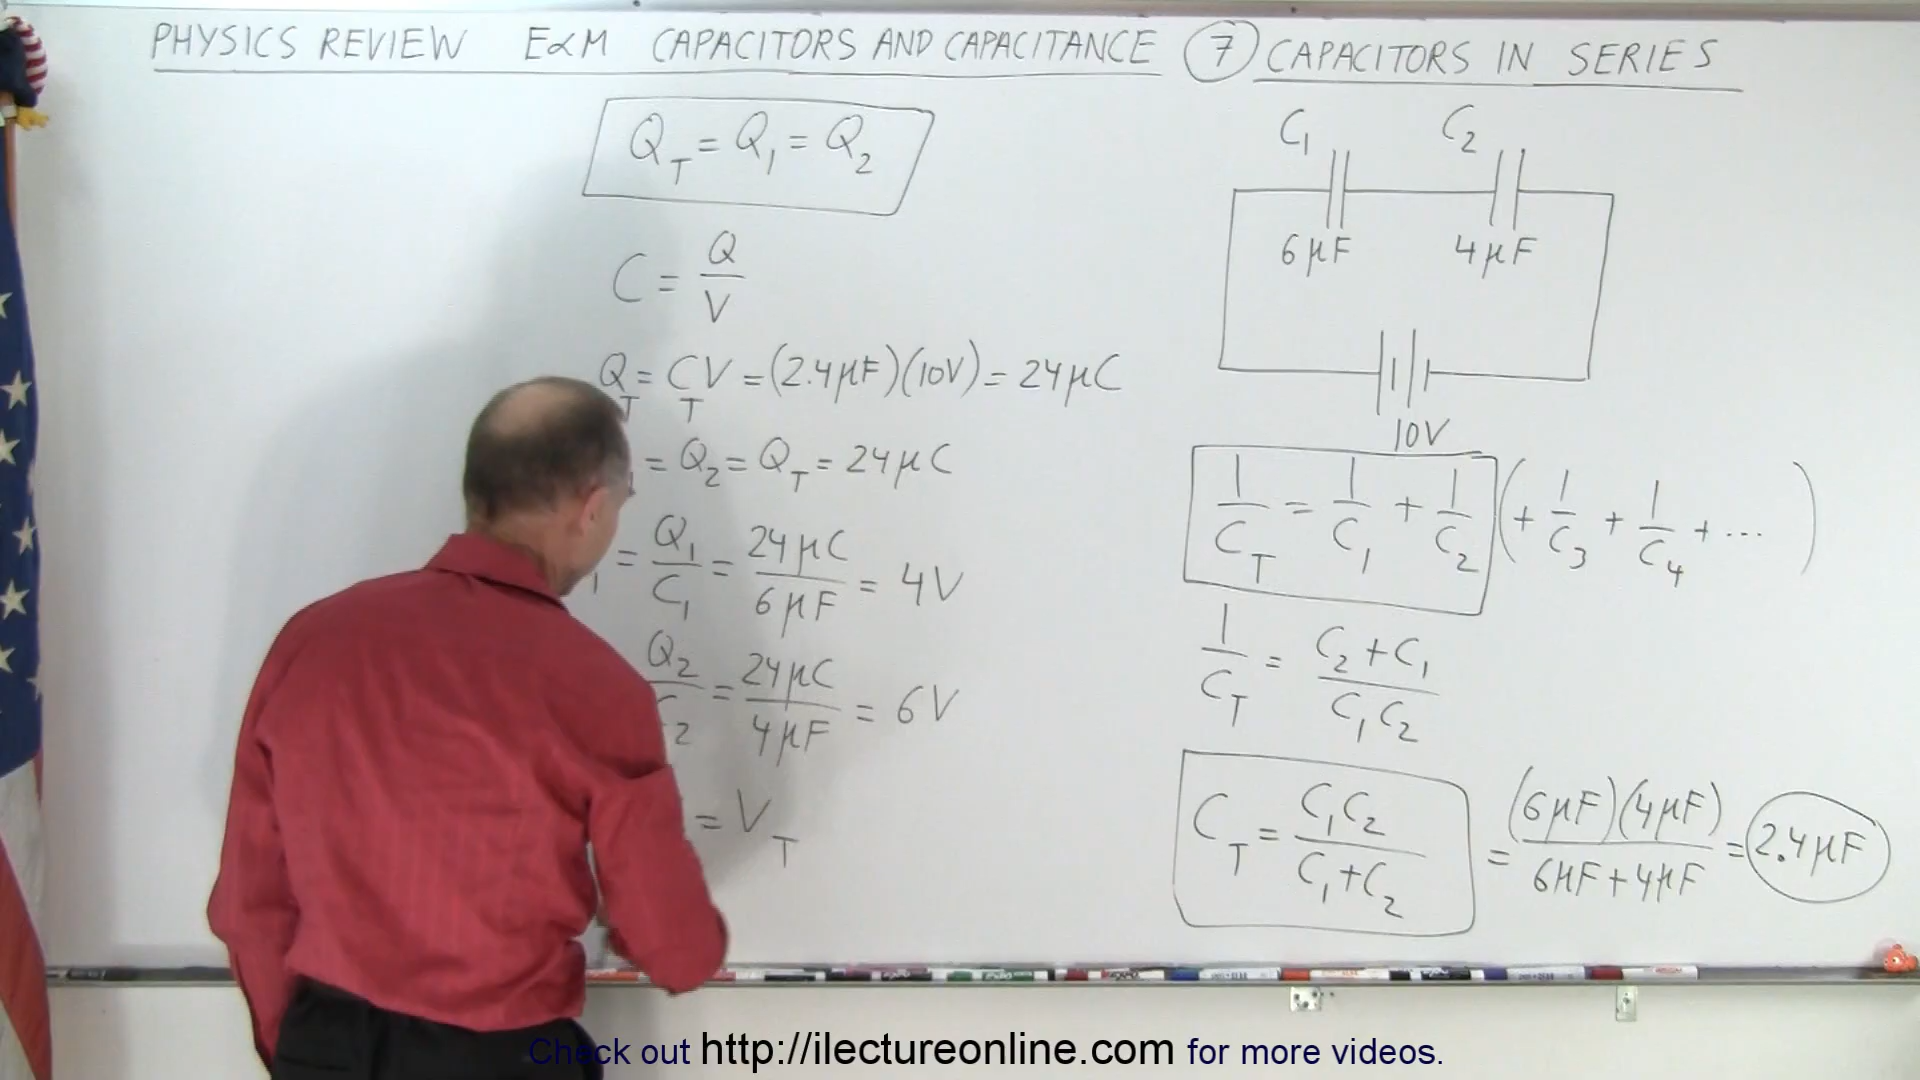 PHYSICS REVIEW E&M CAPACITORS AND CAPACITANCE (7) CAPACITORS IN SERIES
Q_T = Q_1 = Q_2
C = Q/V
Q_T = C_T V = (2.4μF)(10V) = 24μC
= Q_2 = Q_T = 24μC
= Q_1/C_1 = 24μC/6μF = 4V
Q_2/C_2 = 24μC/4μF = 6V
= V_T
C_1 C_2
6μF 4μF
10V
1/C_T = 1/C_1 + 1/C_2 (+ 1/C_3 + 1/C_4 + ... )
1/C_T = (C_2 + C_1)/(C_1 C_2)
C_T = (C_1 C_2)/(C_1 + C_2) = (6μF)(4μF)/(6μF + 4μF) = 2.4μF
Check out http://ilectureonline.com for more videos.